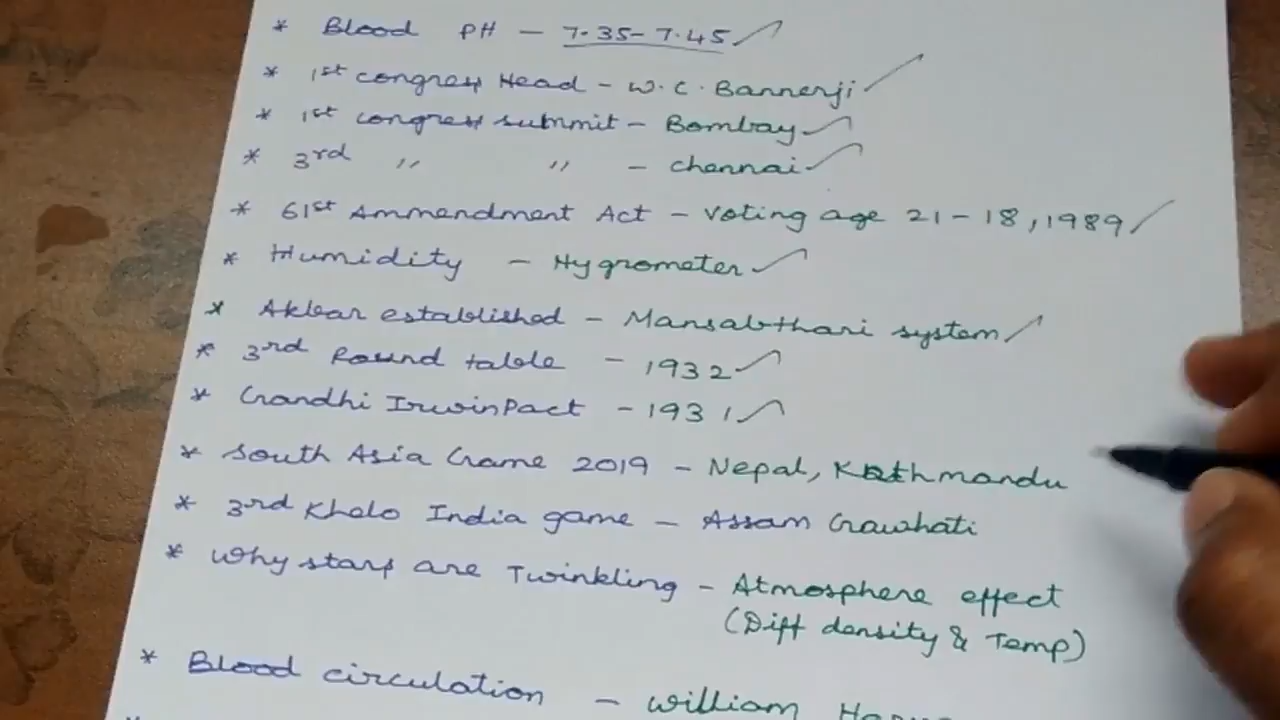 * Blood PH - 7.35-7.45
* 1st congress Head - W.C. Bannerji
* 1st congress summit - Bombay
* 3rd " " - Chennai
* 61st Ammendment Act - Voting age 21-18, 1989
* Humidity - Hygrometer
* Akbar established - Mansabthari system
* 3rd Round table - 1932
* Gandhi Irwin Pact - 1931
* South Asia Game 2019 - Nepal, Kathmandu
* 3rd Khelo India game - Assam Gawhati
* Why stars are Twinkling - Atmosphere effect
(Diff density & Temp)
* Blood circulation - William